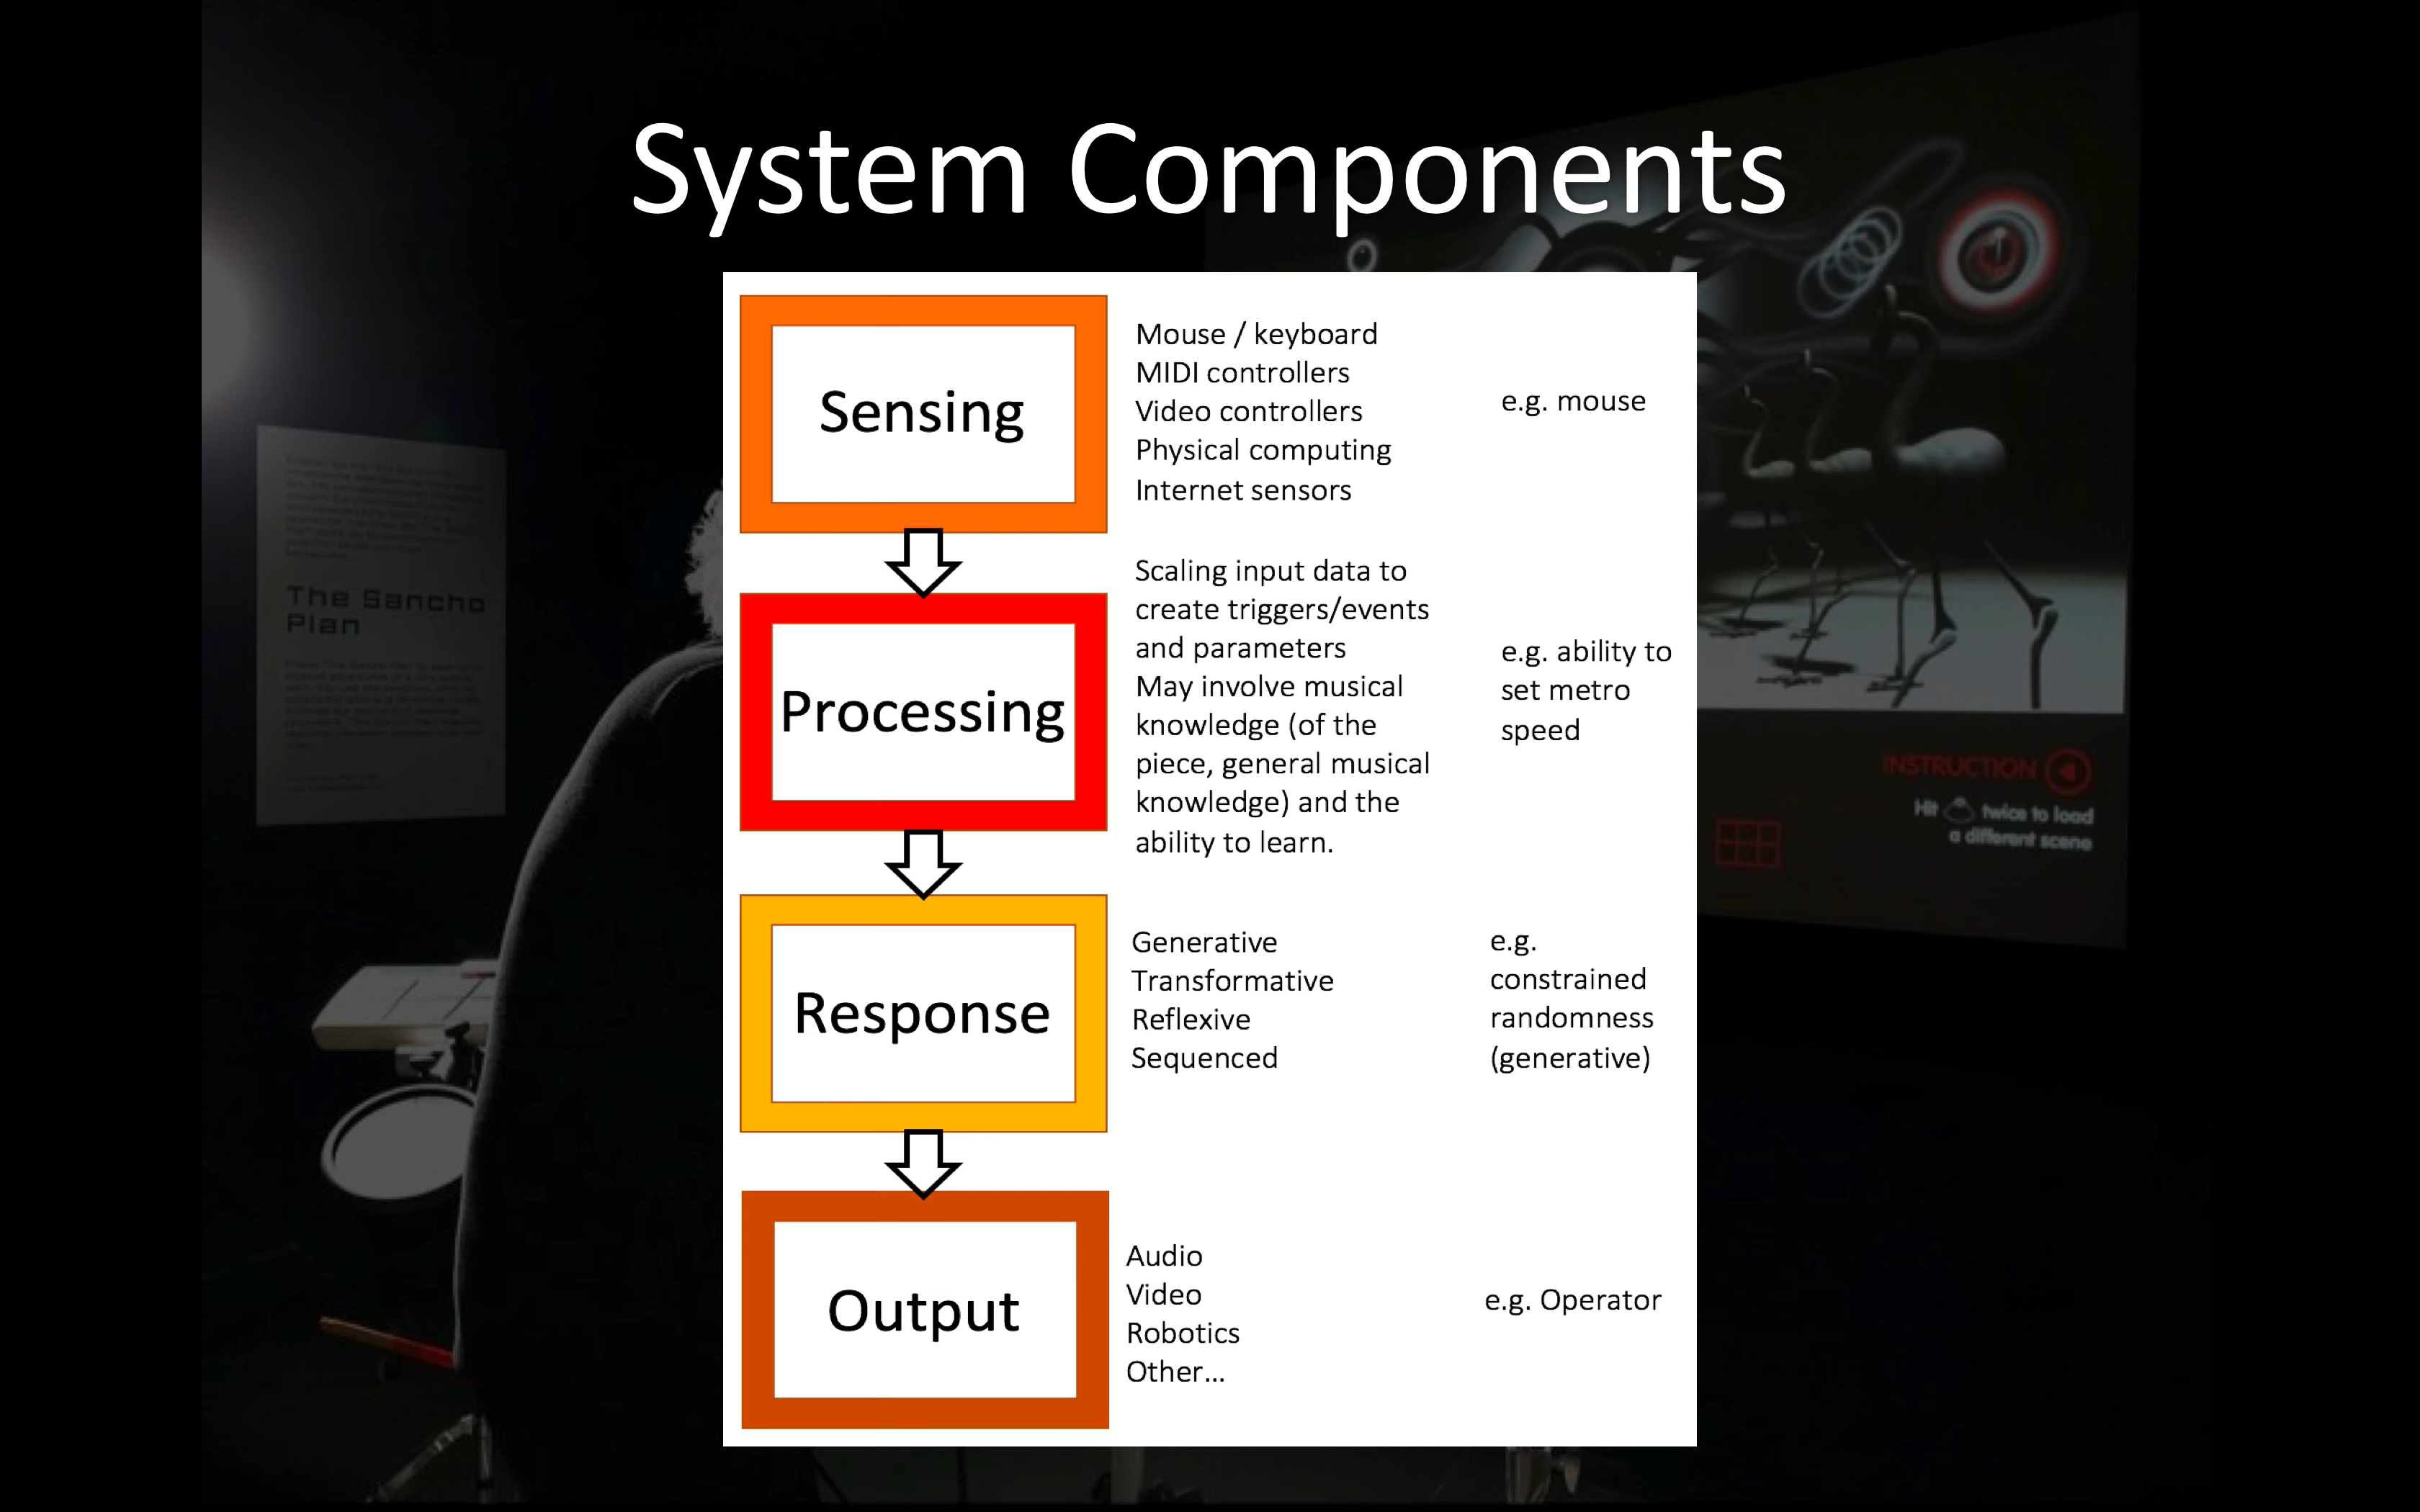 System Components
Sensing
Mouse / keyboard
MIDI controllers
Video controllers
Physical computing
Internet sensors
e.g. mouse
Processing
Scaling input data to
create triggers/events
and parameters
May involve musical
knowledge (of the
piece, general musical
knowledge) and the
ability to learn.
e.g. ability to
set metro
speed
Response
Generative
Transformative
Reflexive
Sequenced
e.g.
constrained
randomness
(generative)
Output
Audio
Video
Robotics
Other...
e.g. Operator
The Sancho
Plan
INSTRUCTION
Hit twice to load
a different scene